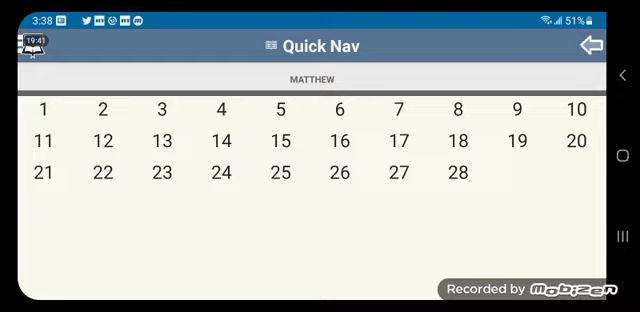 3:38 51%
19:41
Quick Nav
MATTHEW
1 2 3 4 5 6 7 8 9 10
11 12 13 14 15 16 17 18 19 20
21 22 23 24 25 26 27 28
Recorded by Mobizen